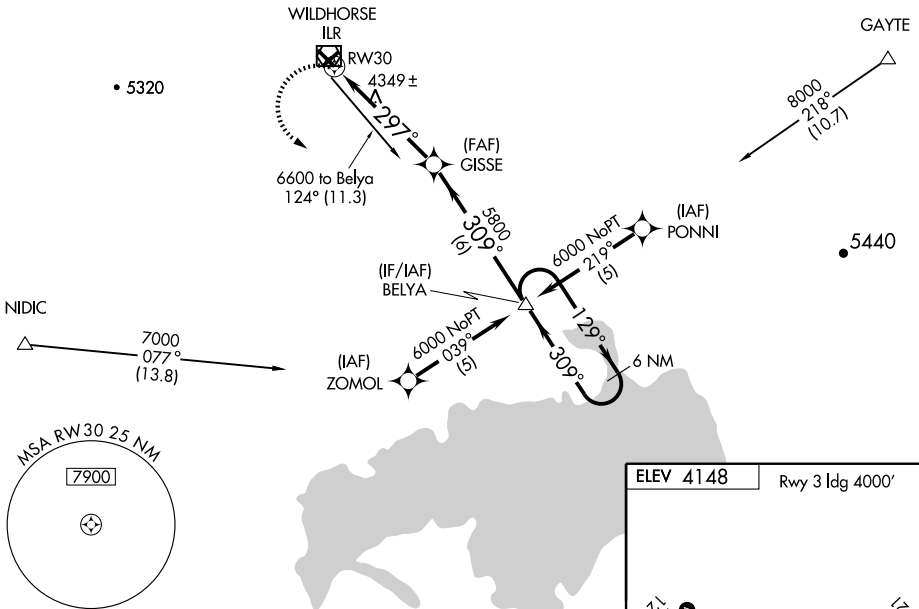 WILDHORSE
ILR
RW30
4349 ±
297°
GAYTE
5320
8000
218°
(10.7)
(FAF)
GISSE
6600 to Belya
124° (11.3)
5800
309°
(6)
(IAF)
PONNI
6000 NoPT
219°
(5)
5440
(IF/IAF)
BELYA
NIDIC
7000
077°
(13.8)
6000 NoPT
039°
(5)
(IAF)
ZOMOL
129°
309°
6 NM
MSA RW30 25 NM
7900
ELEV 4148
Rwy 3 ldg 4000'
12
21